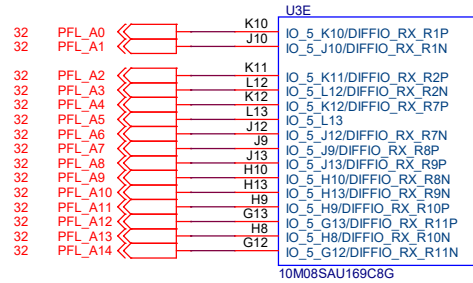 U3E
32 PFL_A0 K10 IO_5_K10/DIFFIO_RX_R1P
32 PFL_A1 J10 IO_5_J10/DIFFIO_RX_R1N
32 PFL_A2 K11 IO_5_K11/DIFFIO_RX_R2P
32 PFL_A3 L12 IO_5_L12/DIFFIO_RX_R2N
32 PFL_A4 K12 IO_5_K12/DIFFIO_RX_R7P
32 PFL_A5 L13 IO_5_L13
32 PFL_A6 J12 IO_5_J12/DIFFIO_RX_R7N
32 PFL_A7 J9 IO_5_J9/DIFFIO_RX_R8P
32 PFL_A8 J13 IO_5_J13/DIFFIO_RX_R9P
32 PFL_A9 H10 IO_5_H10/DIFFIO_RX_R8N
32 PFL_A10 H13 IO_5_H13/DIFFIO_RX_R9N
32 PFL_A11 H9 IO_5_H9/DIFFIO_RX_R10P
32 PFL_A12 G13 IO_5_G13/DIFFIO_RX_R11P
32 PFL_A13 H8 IO_5_H8/DIFFIO_RX_R10N
32 PFL_A14 G12 IO_5_G12/DIFFIO_RX_R11N
10M08SAU169C8G